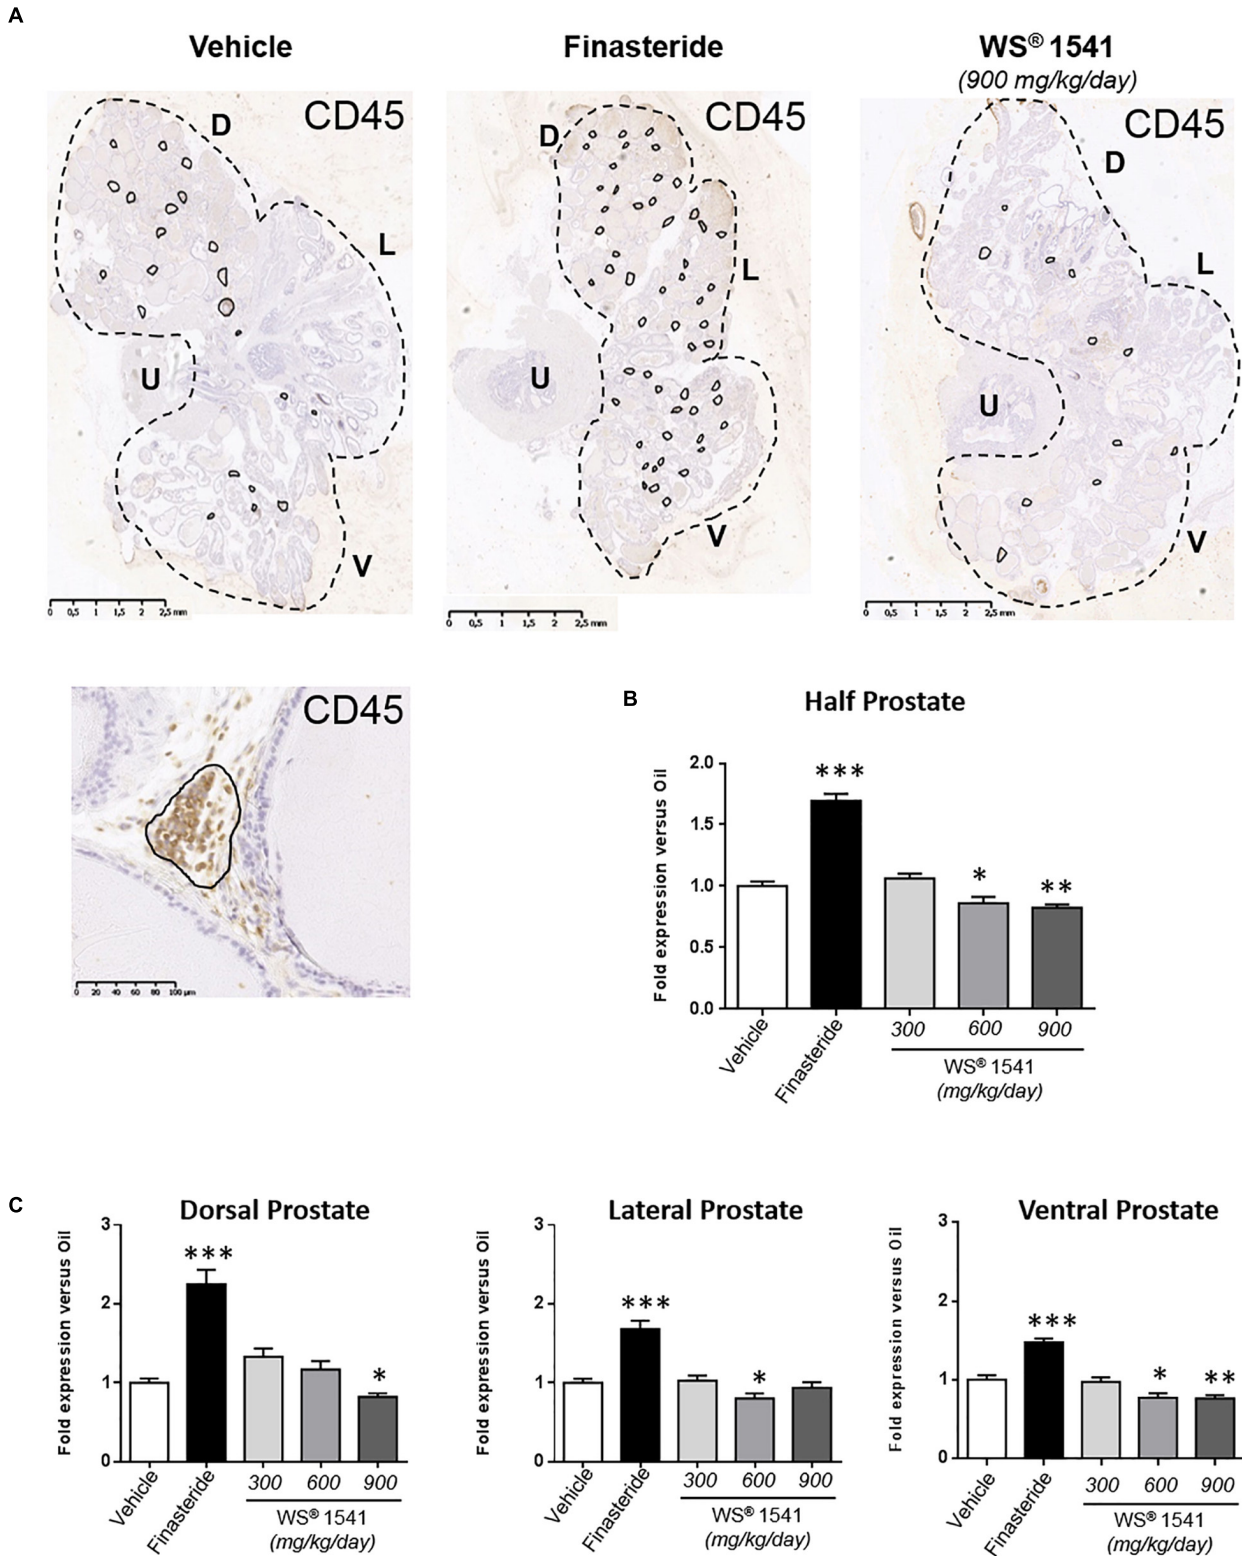 A
Vehicle
Finasteride
WS® 1541
(900 mg/kg/day)
CD45
D
L
U
V
0 0,5 1 1,5 2 2,5 mm
CD45
D
L
U
V
0 0,5 1 1,5 2 2,5 mm
CD45
D
L
U
V
0 0,5 1 1,5 2 2,5 mm
CD45
0 20 40 60 80 100 µm
B
Half Prostate
Fold expression versus Oil
2.0
1.5
1.0
0.5
0.0
***
*
**
Vehicle
Finasteride
300 600 900
WS® 1541
(mg/kg/day)
C
Dorsal Prostate
Fold expression versus Oil
3
2
1
0
***
*
Vehicle
Finasteride
300 600 900
WS® 1541
(mg/kg/day)
Lateral Prostate
Fold expression versus Oil
3
2
1
0
***
*
Vehicle
Finasteride
300 600 900
WS® 1541
(mg/kg/day)
Ventral Prostate
Fold expression versus Oil
3
2
1
0
***
*
**
Vehicle
Finasteride
300 600 900
WS® 1541
(mg/kg/day)